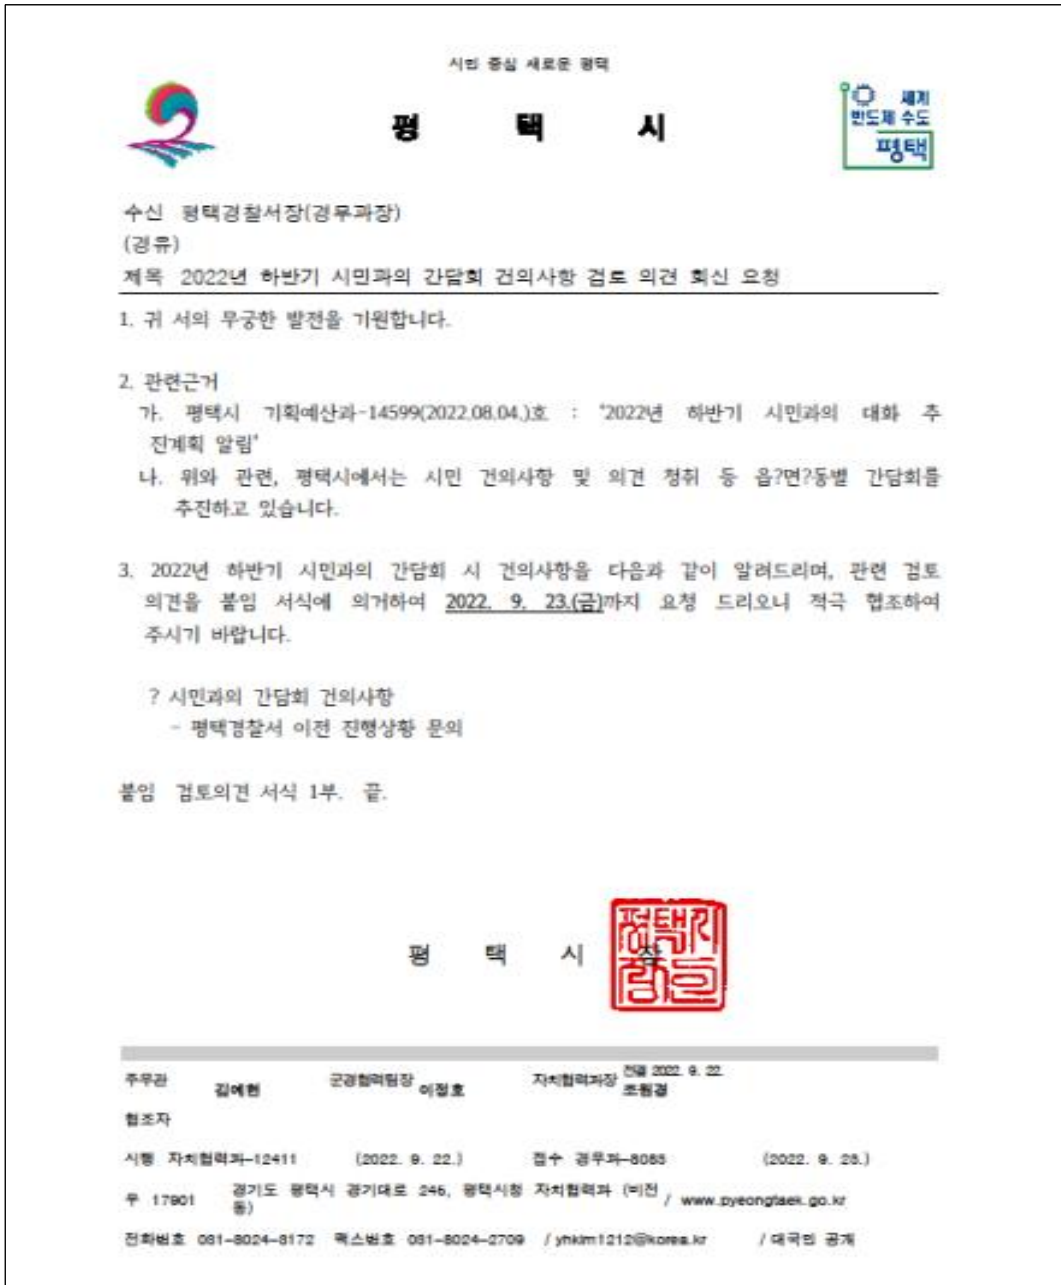 시민 중심 새로운 평택
평 택 시
세계
반도체 수도
평택
수신 평택경찰서장(경무과장)
(경유)
제목 2022년 하반기 시민과의 간담회 건의사항 검토 의견 회신 요청
1. 귀 서의 무궁한 발전을 기원합니다.
2. 관련근거
가. 평택시 기획예산과-14599(2022.08.04.)호 : '2022년 하반기 시민과의 대화 추
진계획 알림'
나. 위와 관련, 평택시에서는 시민 건의사항 및 의견 청취 등 읍?면?동별 간담회를
추진하고 있습니다.
3. 2022년 하반기 시민과의 간담회 시 건의사항을 다음과 같이 알려드리며, 관련 검토
의견을 붙임 서식에 의거하여 2022. 9. 23.(금)까지 요청 드리오니 적극 협조하여
주시기 바랍니다.
? 시민과의 간담회 건의사항
- 평택경찰서 이전 진행상황 문의
붙임 검토의견 서식 1부. 끝.
평 택 시 장
주무관 김예현 군경협력팀장 이정호 자치협력과장 전결 2022. 9. 22. 조원경
협조자
시행 자치협력과-12411 (2022. 9. 22.) 접수 경무과-8085 (2022. 9. 23.)
우 17901 경기도 평택시 경기대로 245, 평택시청 자치협력과 (비전동) / www.pyeongtaek.go.kr
전화번호 031-8024-3172 팩스번호 031-8024-2709 / yhkim1212@korea.kr / 대국민 공개